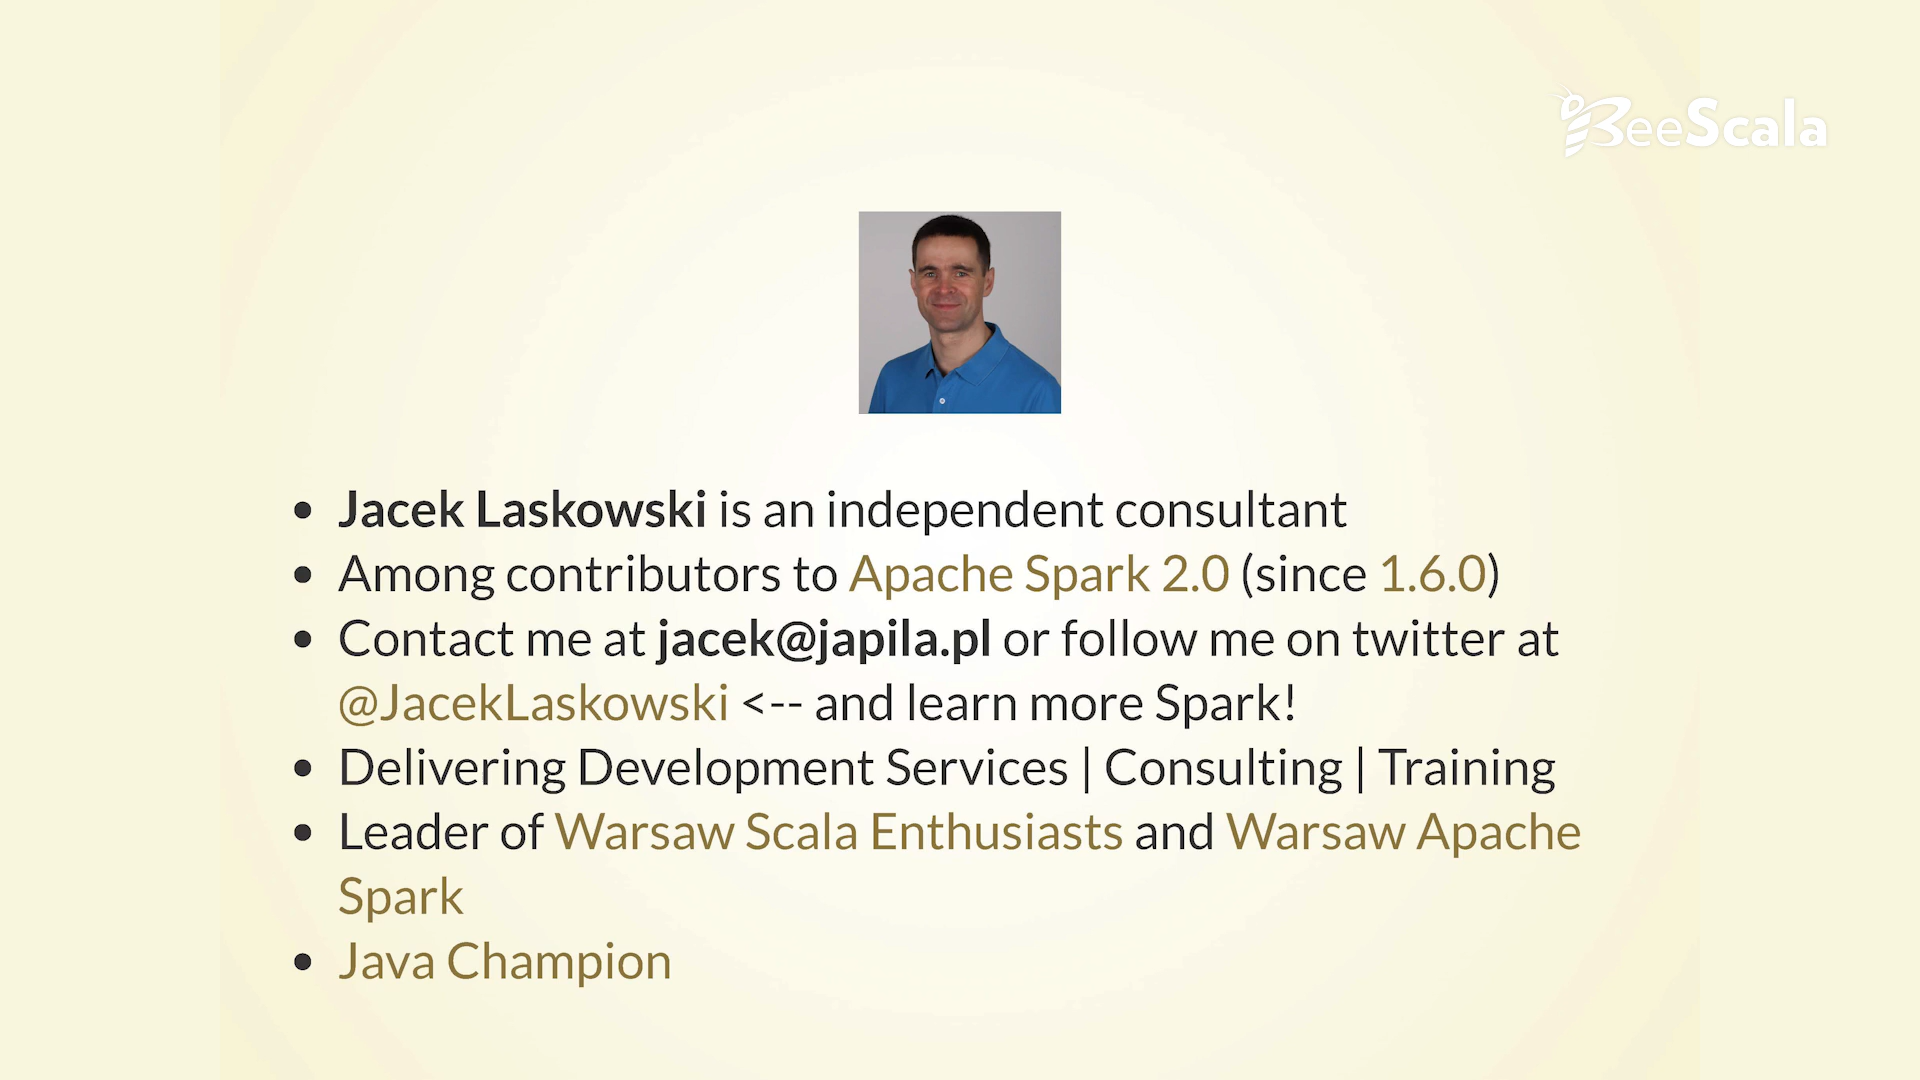 BeeScala
• Jacek Laskowski is an independent consultant
• Among contributors to Apache Spark 2.0 (since 1.6.0)
• Contact me at jacek@japila.pl or follow me on twitter at
@JacekLaskowski <-- and learn more Spark!
• Delivering Development Services | Consulting | Training
• Leader of Warsaw Scala Enthusiasts and Warsaw Apache
Spark
• Java Champion